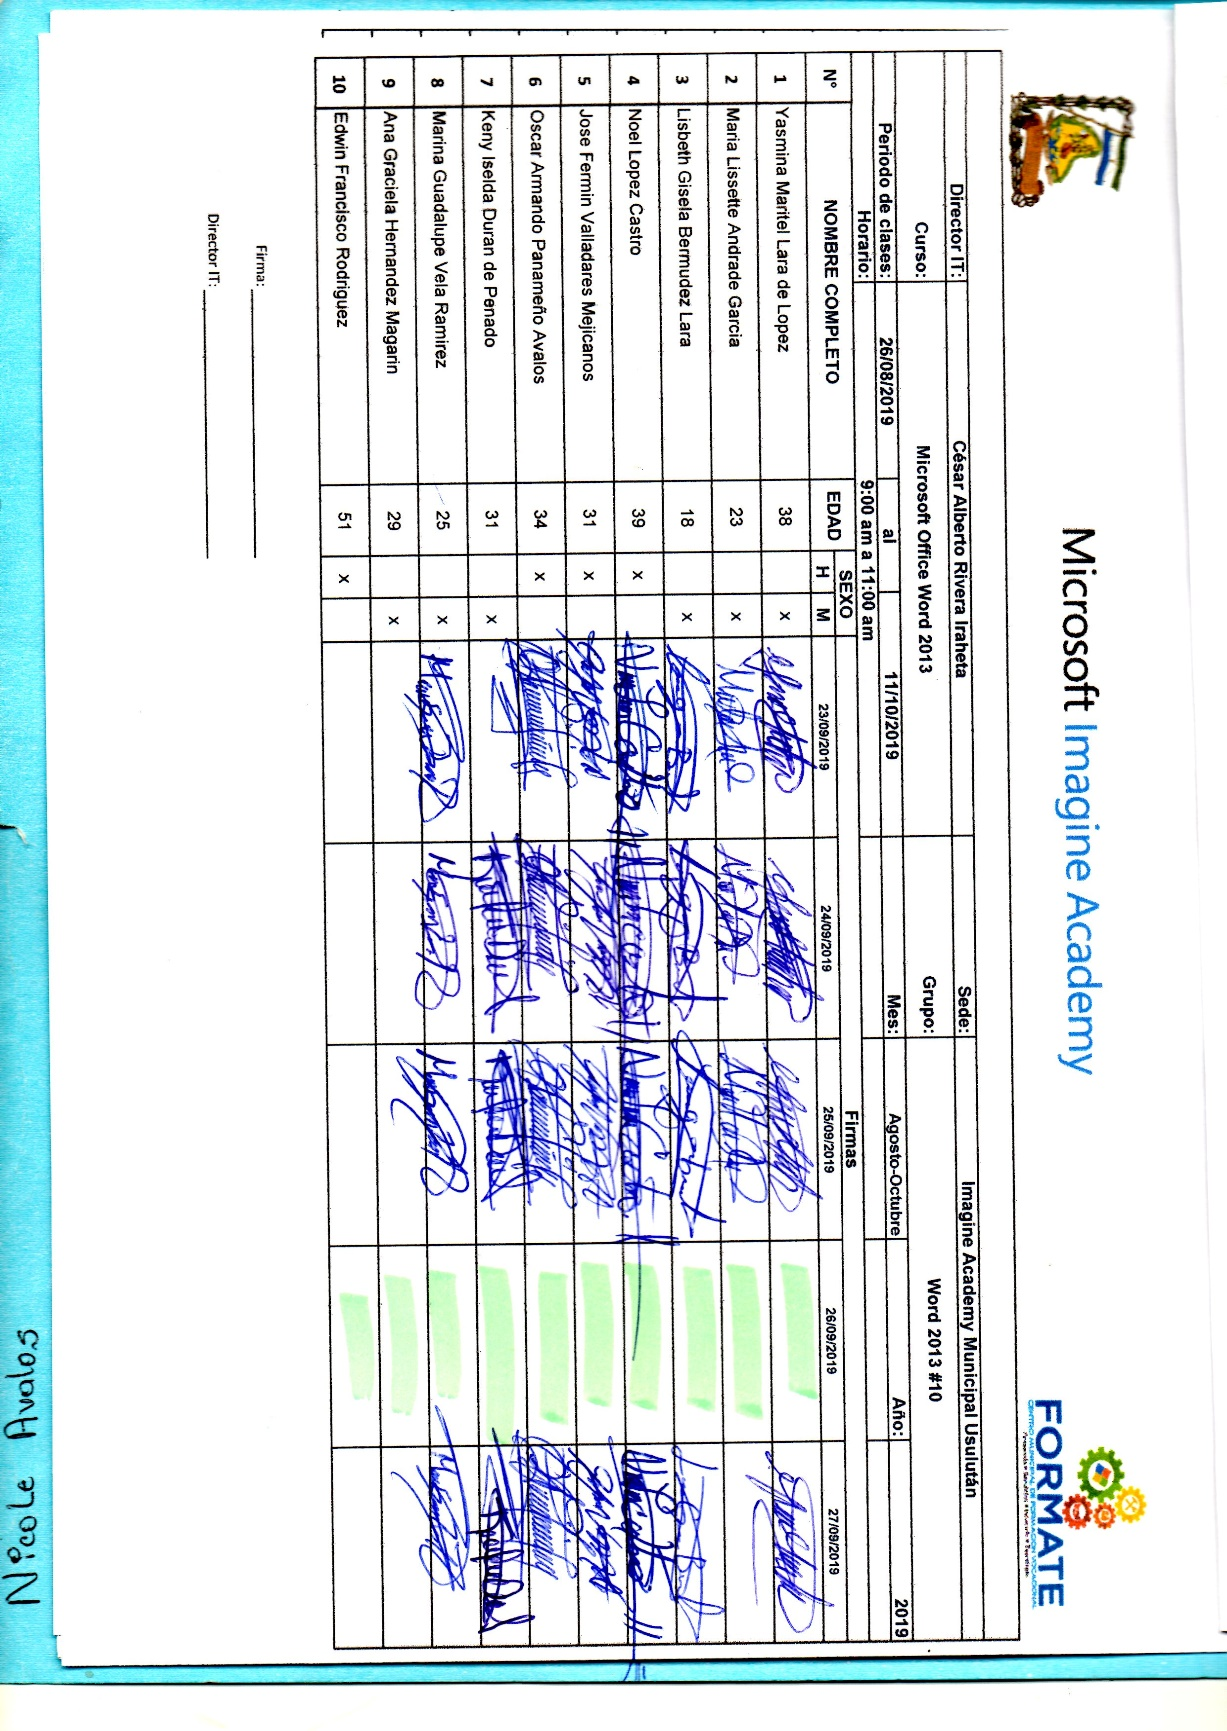 Microsoft Imagine Academy
FORMATE
CENTRO MUNICIPAL DE FORMACIÓN VOCACIONAL
Director IT: César Alberto Rivera Iraheta Sede: Imagine Academy Municipal Usulután
Curso: Microsoft Office Word 2013 Grupo: Word 2013 #10
Periodo de clases: 26/08/2019 al 11/10/2019 Mes: Agosto-Octubre Año: 2019
Horario: 9:00 am a 11:00 am
N° NOMBRE COMPLETO EDAD SEXO Firmas
H M 23/09/2019 24/09/2019 25/09/2019 26/09/2019 27/09/2019
1 Yasmina Maritel Lara de Lopez 38 x
2 Maria Lissette Andrade Garcia 23 x
3 Lisbeth Gisela Bermudez Lara 18 x
4 Noel Lopez Castro 39 x
5 Jose Fermin Valladares Mejicanos 31 x
6 Oscar Armando Panameño Avalos 34 x
7 Keny Iselda Duran de Penado 31 x
8 Marina Guadalupe Vela Ramirez 25 x
9 Ana Graciela Hernandez Magarin 29 x
10 Edwin Francisco Rodriguez 51 x
Firma:
Director IT:
Nicole Avalos